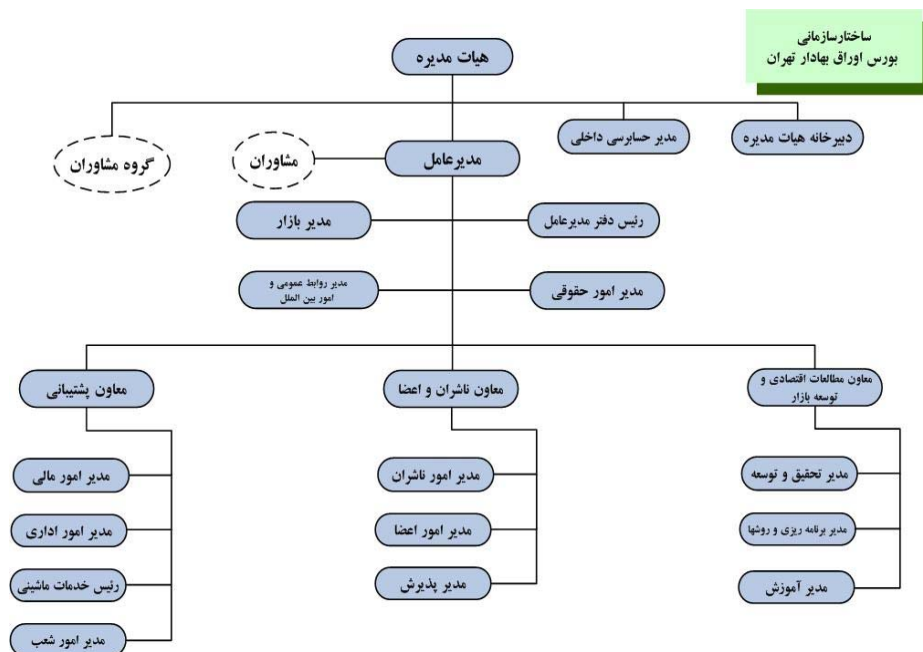 ساختارسازمانی
بورس اوراق بهادار تهران
هیات مدیره
دبیرخانه هیات مدیره
مدیر حسابرسی داخلی
گروه مشاوران
مدیرعامل
مشاوران
رئیس دفتر مدیرعامل
مدیر بازار
مدیر امور حقوقی
مدیر روابط عمومی و
امور بین الملل
معاون مطالعات اقتصادی و
توسعه بازار
معاون ناشران و اعضا
معاون پشتیبانی
مدیر تحقیق و توسعه
مدیر برنامه ریزی و روشها
مدیر آموزش
مدیر امور ناشران
مدیر امور اعضا
مدیر پذیرش
مدیر امور مالی
مدیر امور اداری
رئیس خدمات ماشینی
مدیر امور شعب